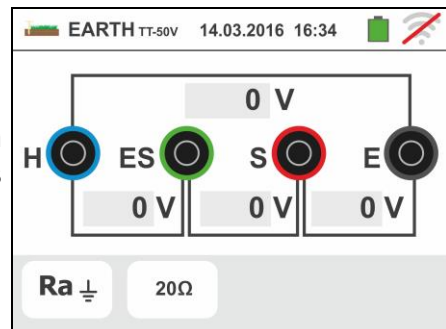 EARTH TT-50V 14.03.2016 16:34
0 V
H ES S E
0 V 0 V 0 V
Ra 20Ω